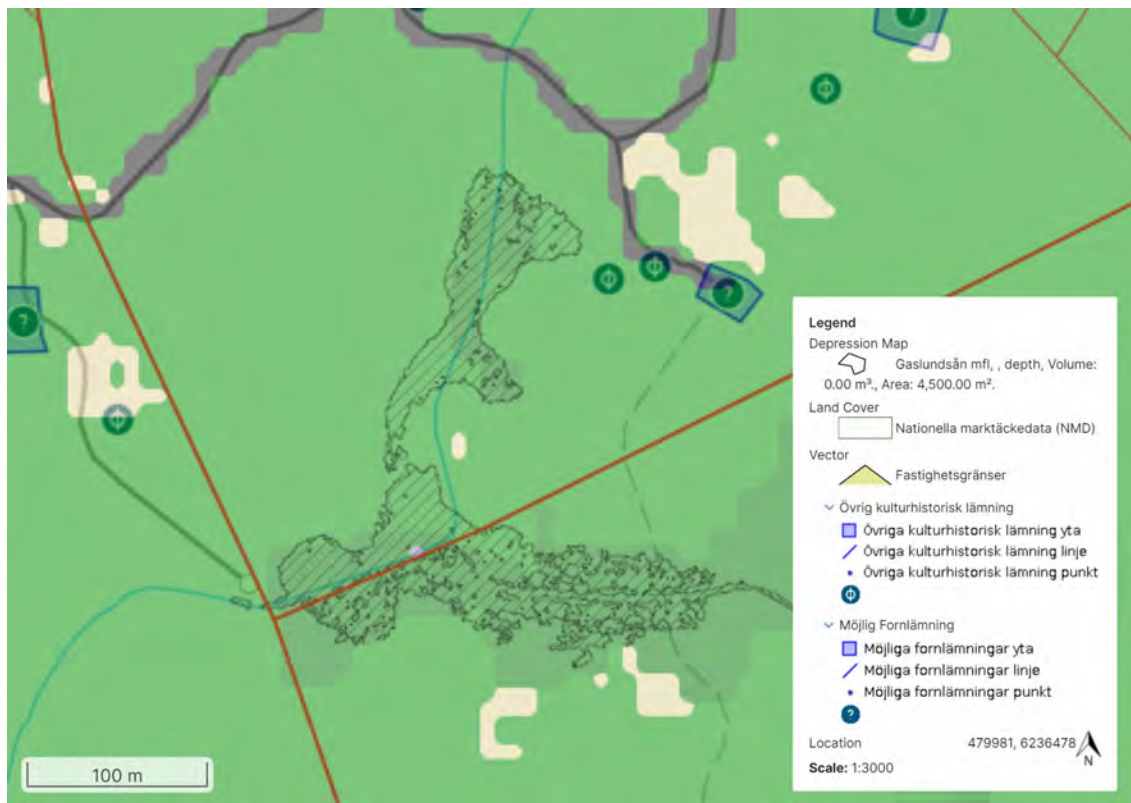 ?
?
?
Legend
Depression Map
Gaslundsån mfl, , depth, Volume:
0.00 m³., Area: 4,500.00 m².
Land Cover
Nationella marktäckedata (NMD)
Vector
Fastighetsgränser
Övrig kulturhistorisk lämning
Övriga kulturhistorisk lämning yta
Övriga kulturhistorisk lämning linje
Övriga kulturhistorisk lämning punkt
Möjlig Fornlämning
Möjliga fornlämningar yta
Möjliga fornlämningar linje
Möjliga fornlämningar punkt
?
Location 479981, 6236478
N
Scale: 1:3000
100 m